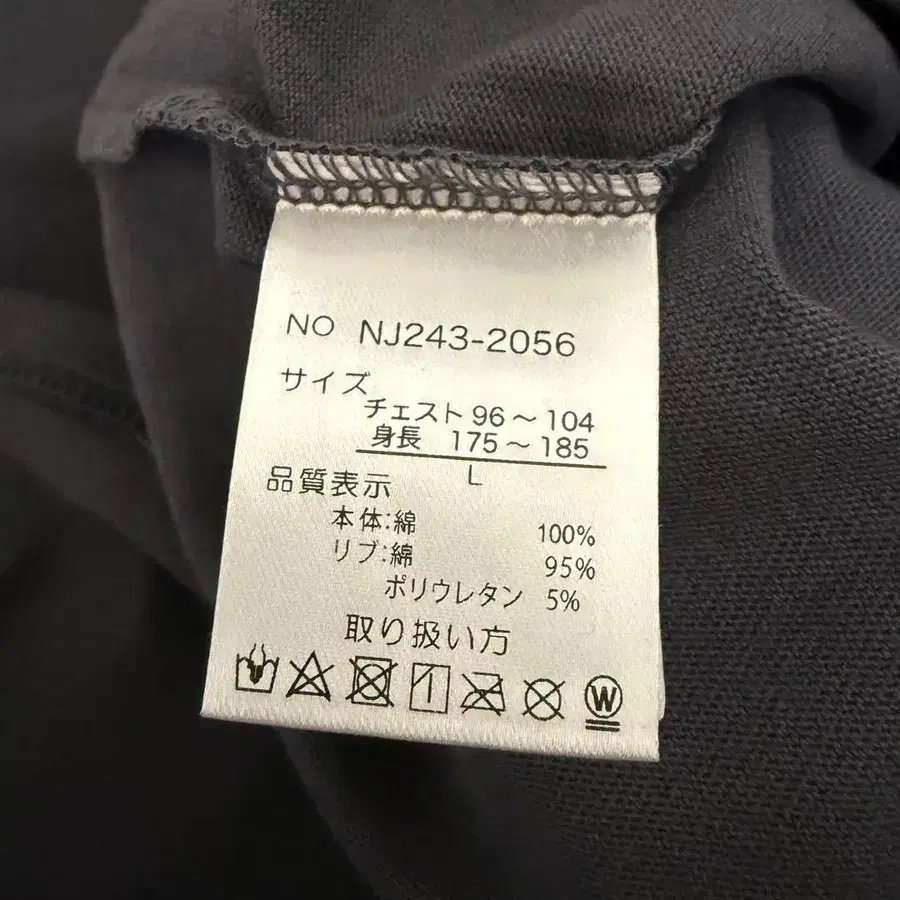 NO NJ243-2056
サイズ
チェスト 96～104
身長 175～185
L
品質表示
本体:綿 100%
リブ:綿 95%
ポリウレタン 5%
取り扱い方
W